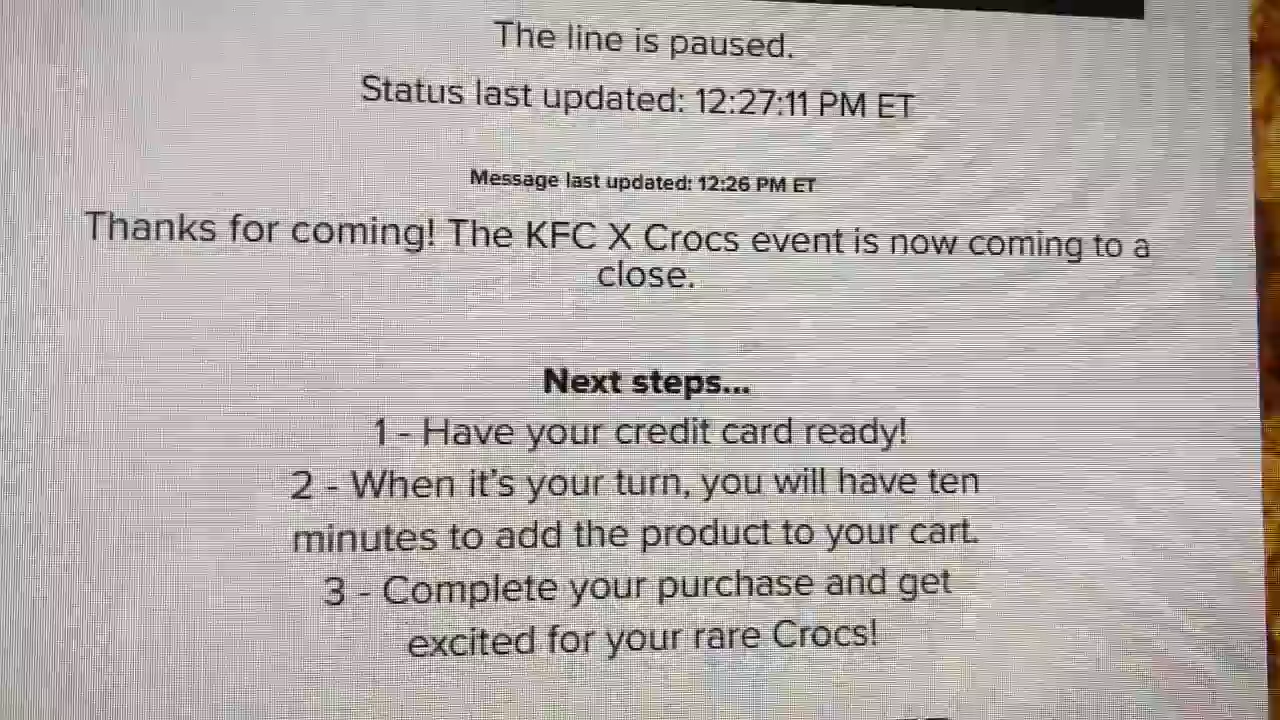 The line is paused.
Status last updated: 12:27:11 PM ET
Message last updated: 12:26 PM ET
Thanks for coming! The KFC X Crocs event is now coming to a
close.
Next steps...
1 - Have your credit card ready!
2 - When it's your turn, you will have ten
minutes to add the product to your cart.
3 - Complete your purchase and get
excited for your rare Crocs!